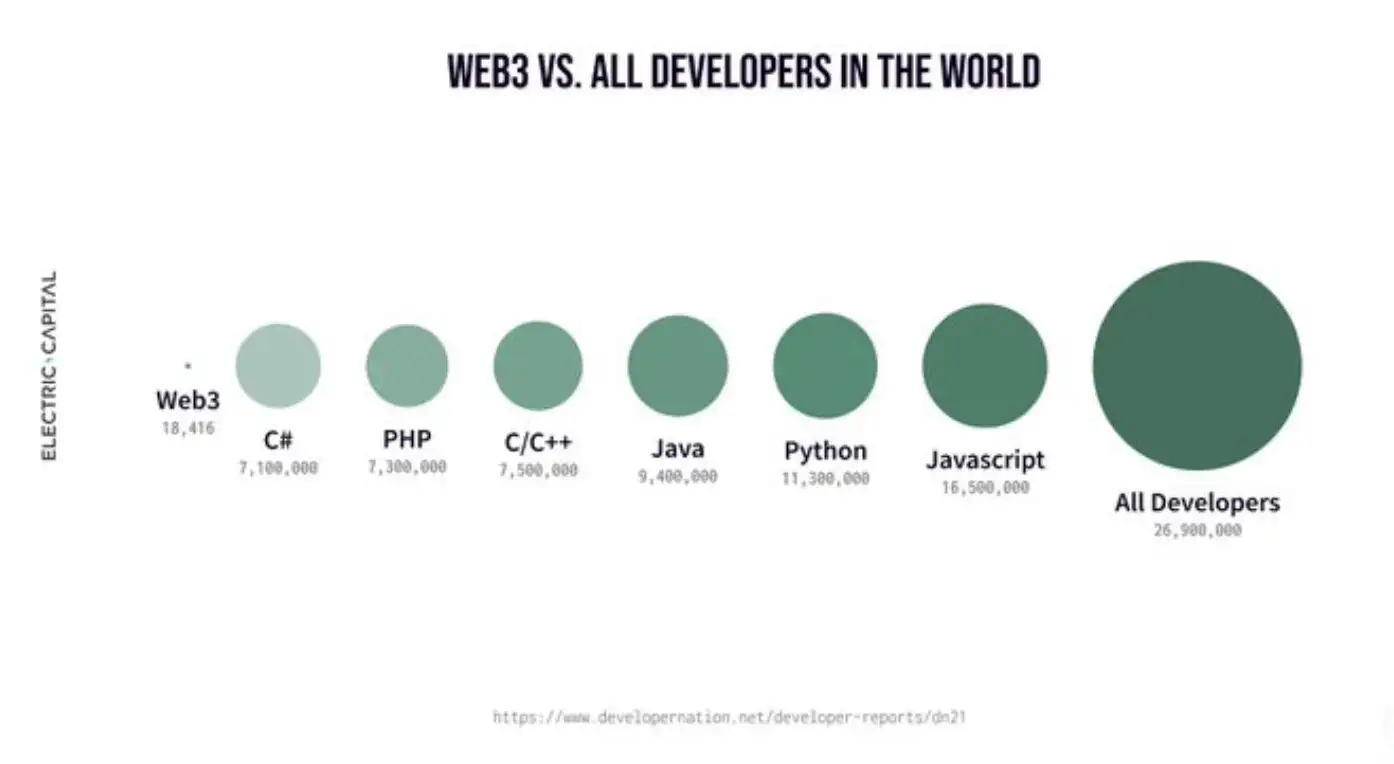 WEB3 VS. ALL DEVELOPERS IN THE WORLD
ELECTRIC CAPITAL
Web3
18,416
C#
7,100,000
PHP
7,300,000
C/C++
7,500,000
Java
9,400,000
Python
11,300,000
Javascript
16,500,000
All Developers
26,900,000
https://www.developernation.net/developer-reports/dn21